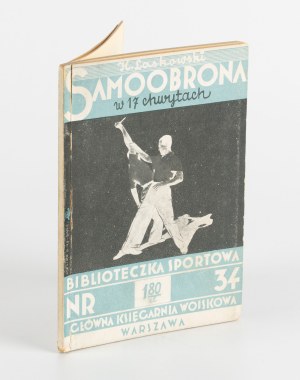 K. Laskowski
SAMOOBRONA
w 17 chwytach
BIBLIOTECZKA SPORTOWA
NR 34
1.80
GŁÓWNA KSIĘGARNIA WOJSKOWA
WARSZAWA